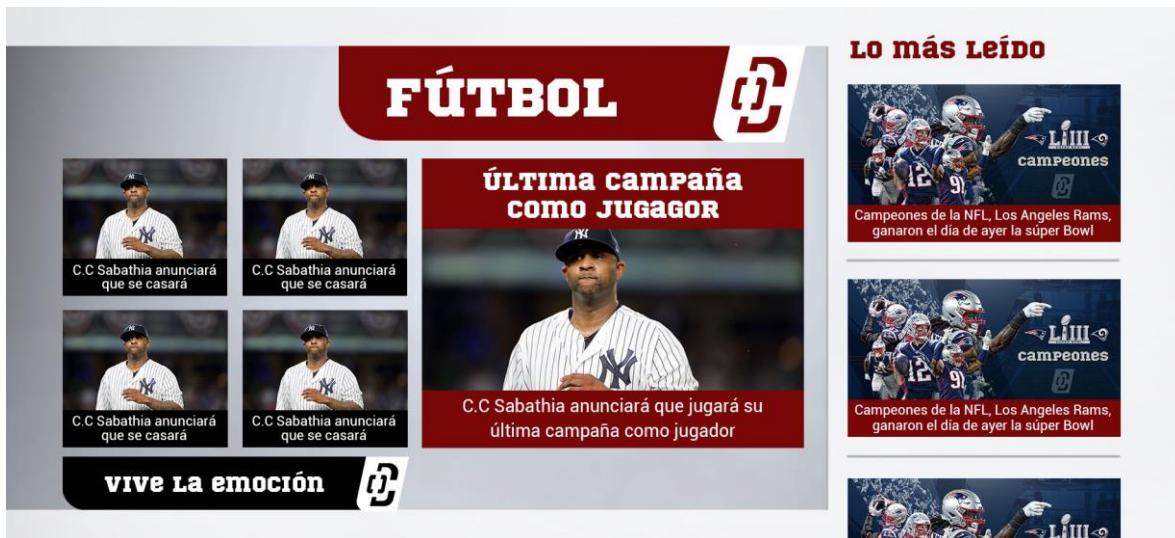 FÚTBOL
C.C Sabathia anunciará
que se casará
C.C Sabathia anunciará
que se casará
C.C Sabathia anunciará
que se casará
C.C Sabathia anunciará
que se casará
VIVE LA EMOCIÓN
ÚLTIMA CAMPAÑA
COMO JUGAGOR
C.C Sabathia anunciará que jugará su
última campaña como jugador
LO MÁS LEÍDO
LIII
CAMPEONES
Campeones de la NFL, Los Angeles Rams,
ganaron el día de ayer la súper Bowl
LIII
CAMPEONES
Campeones de la NFL, Los Angeles Rams,
ganaron el día de ayer la súper Bowl
LIII